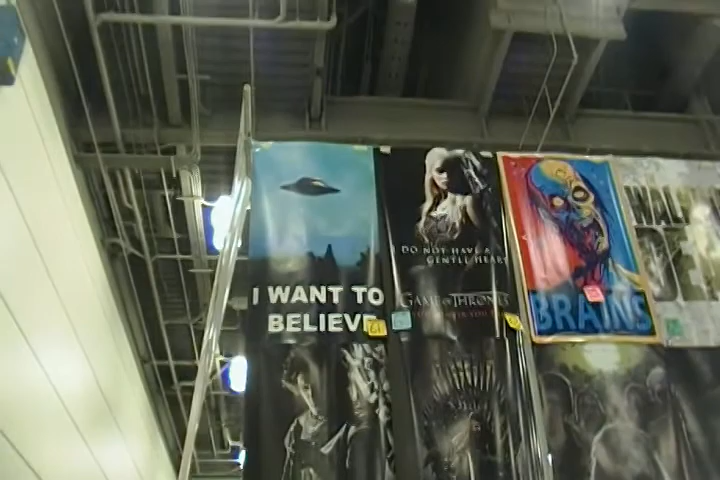 I WANT TO
BELIEVE
I DO NOT HAVE A
GENTLE HEART
GAME OF THRONES
BRAINS